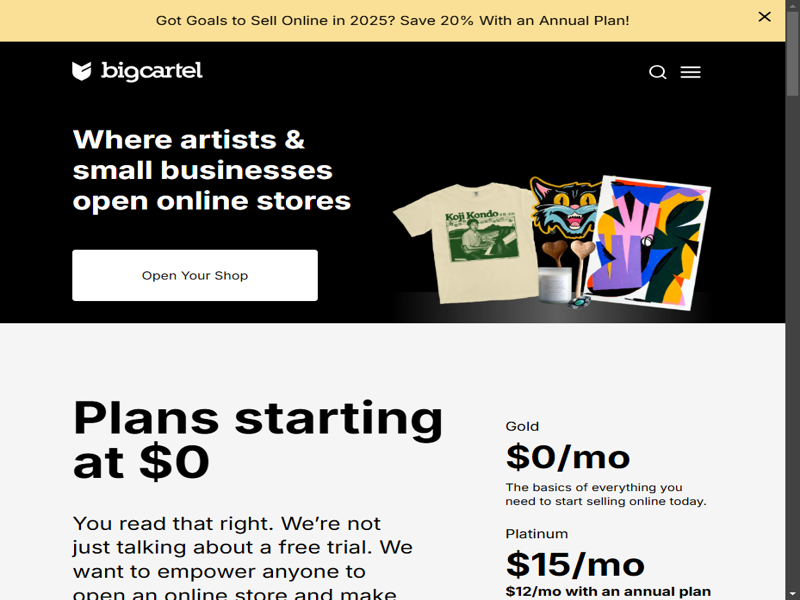 Got Goals to Sell Online in 2025? Save 20% With an Annual Plan!
bigcartel
Where artists &
small businesses
open online stores
Koji Kondo
Open Your Shop
Plans starting
at $0
You read that right. We’re not
just talking about a free trial. We
want to empower anyone to
open an online store and make
Gold
$0/mo
The basics of everything you
need to start selling online today.
Platinum
$15/mo
$12/mo with an annual plan